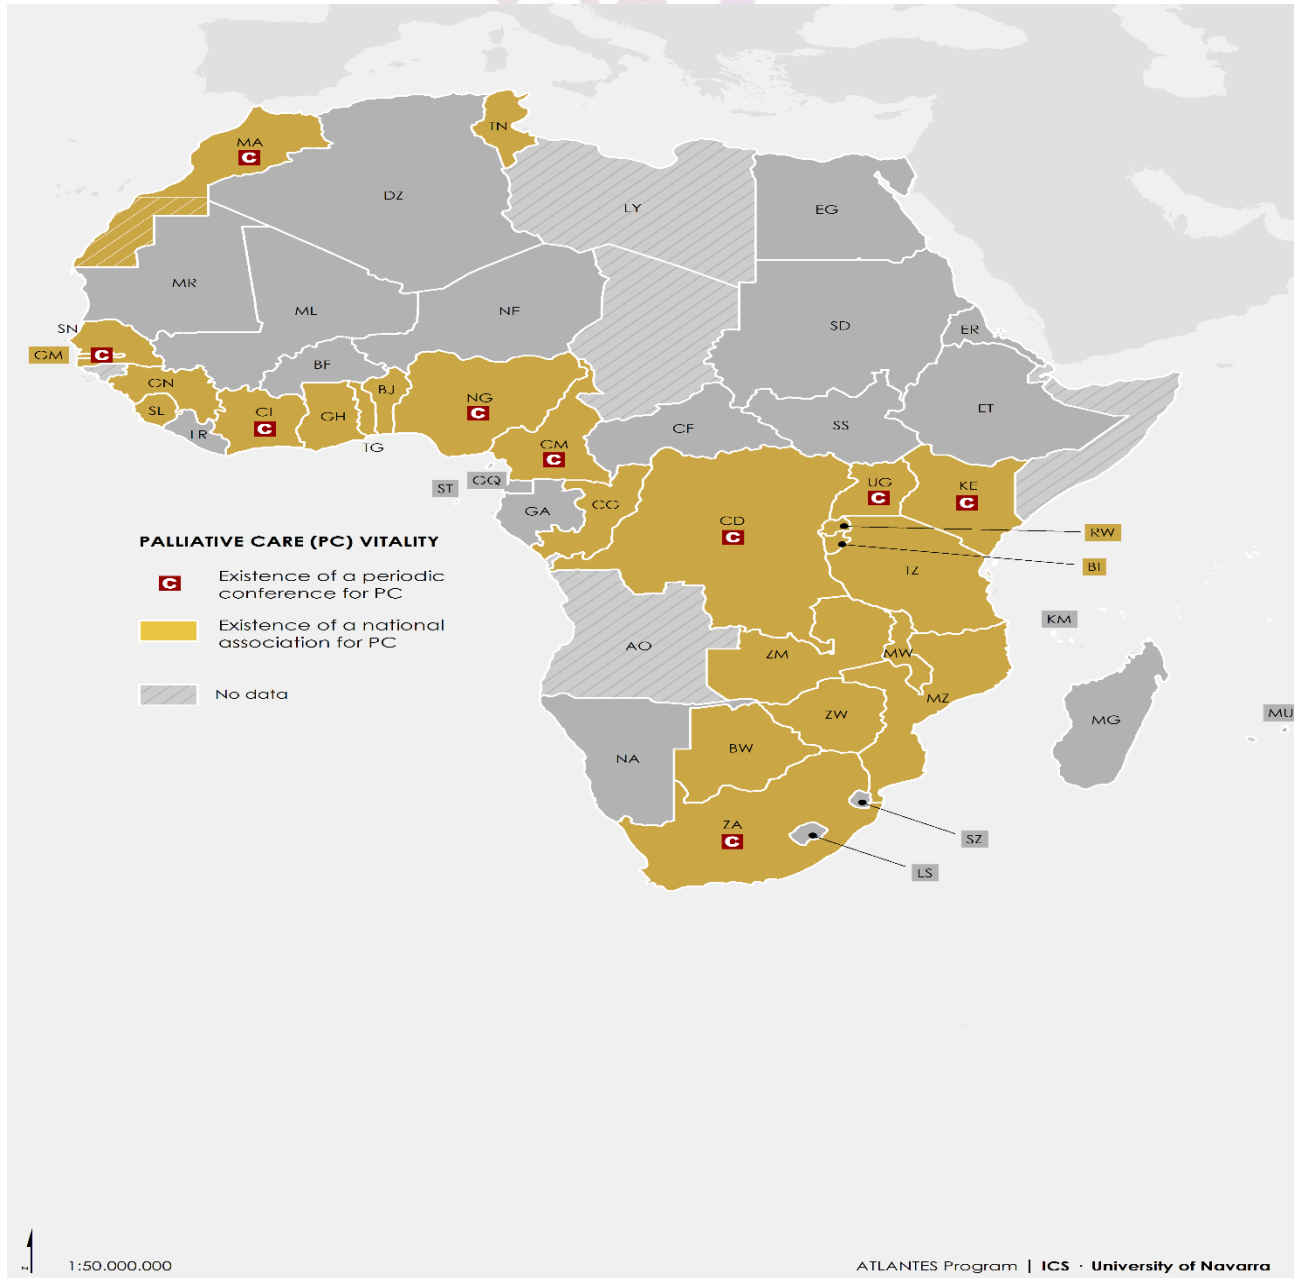 MA
C
TN
DZ
LY
EG
MR
ML
NE
SD
ER
SN
GM
C
BF
GN
BJ
NG
C
ET
SL
CI
C
GH
LR
TG
CM
C
CF
SS
ST
GQ
GA
CG
CD
C
UG
C
KE
C
RW
BI
TZ
KM
AO
ZM
MW
MZ
ZW
MG
MU
NA
BW
ZA
C
SZ
LS
PALLIATIVE CARE (PC) VITALITY
C
Existence of a periodic
conference for PC
Existence of a national
association for PC
No data
z
1:50.000.000
ATLANTES Program | ICS · University of Navarra